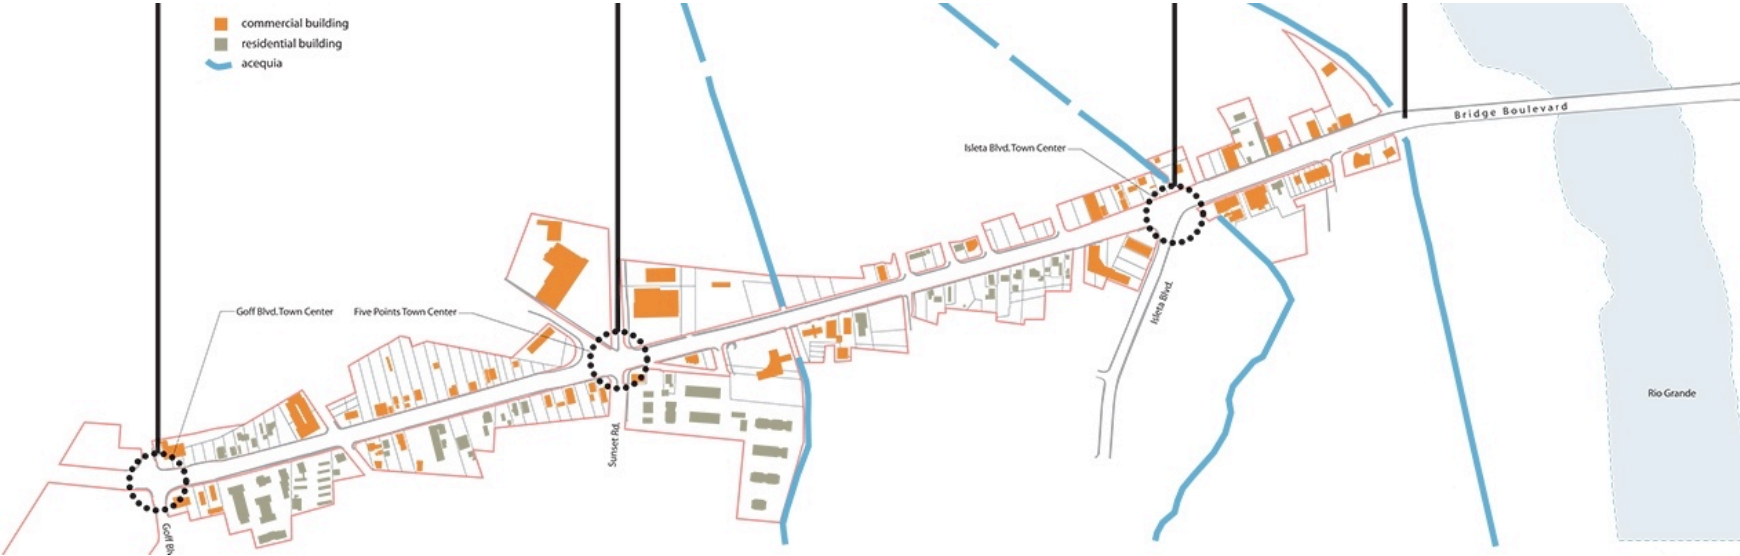 commercial building
residential building
acequia
Bridge Boulevard
Isleta Blvd. Town Center
Goff Blvd. Town Center
Five Points Town Center
Isleta Blvd.
Rio Grande
Sunset Rd.
Goff Blv